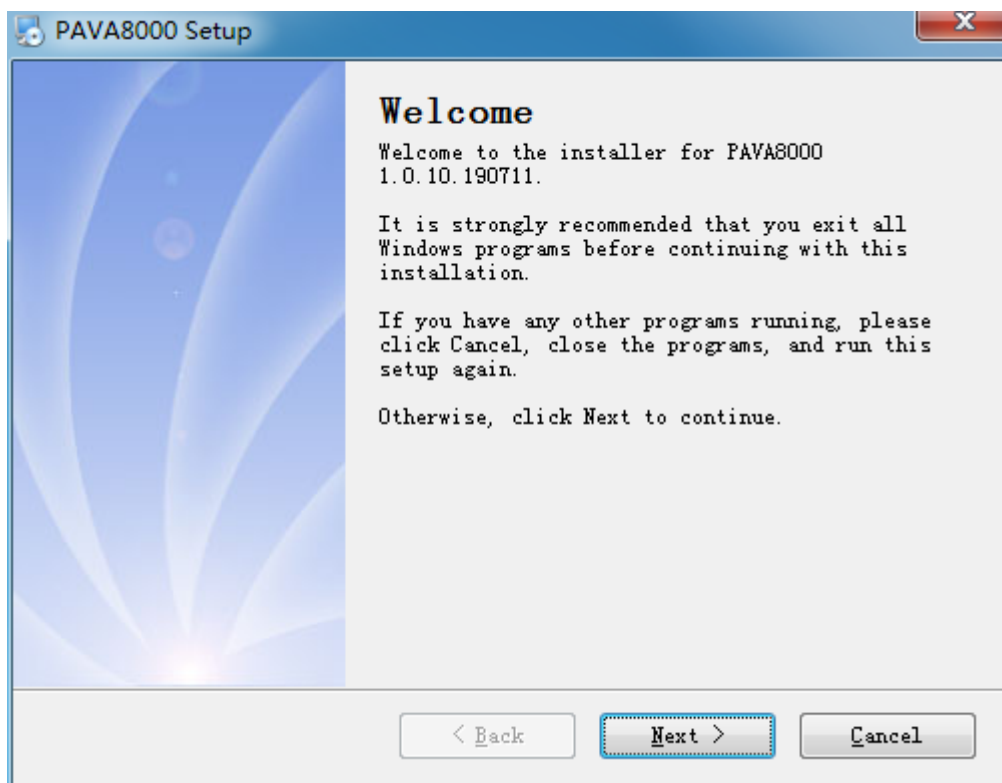 PAVA8000 Setup
Welcome
Welcome to the installer for PAVA8000
1.0.10.190711.
It is strongly recommended that you exit all
Windows programs before continuing with this
installation.
If you have any other programs running, please
click Cancel, close the programs, and run this
setup again.
Otherwise, click Next to continue.
< Back Next > Cancel